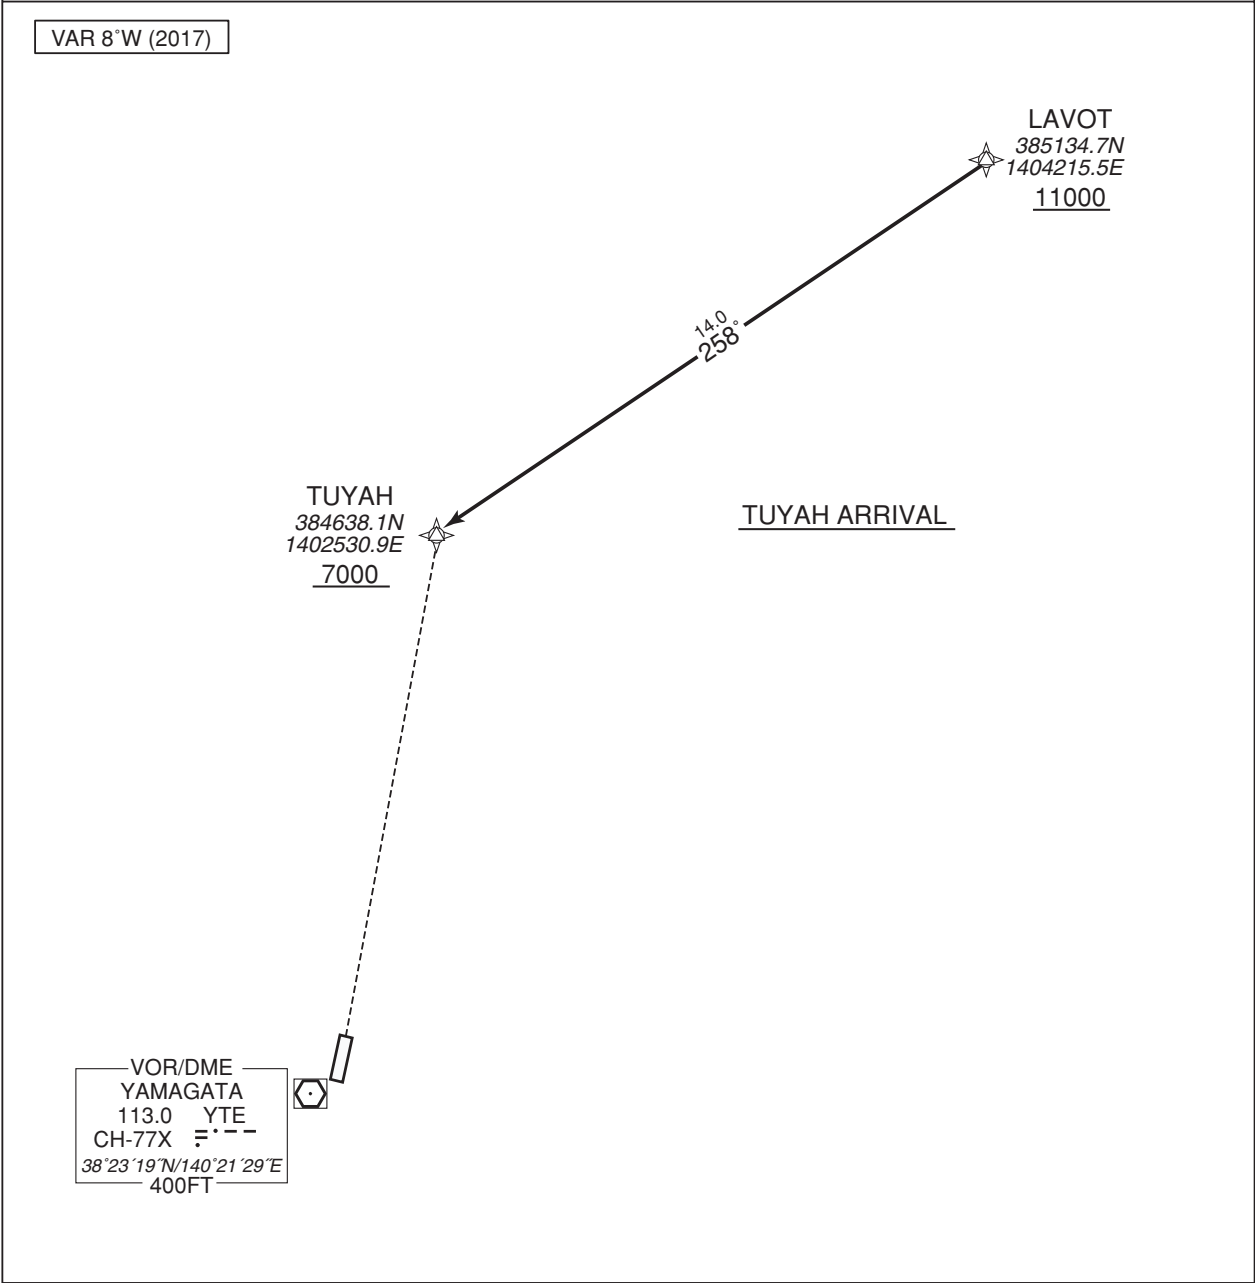 VAR 8°W (2017)
LAVOT
385134.7N
1404215.5E
11000
14.0
258°
TUYAH
384638.1N
1402530.9E
7000
TUYAH ARRIVAL
VOR/DME
YAMAGATA
113.0 YTE
CH-77X
38°23´19˝N/140°21´29˝E
400FT